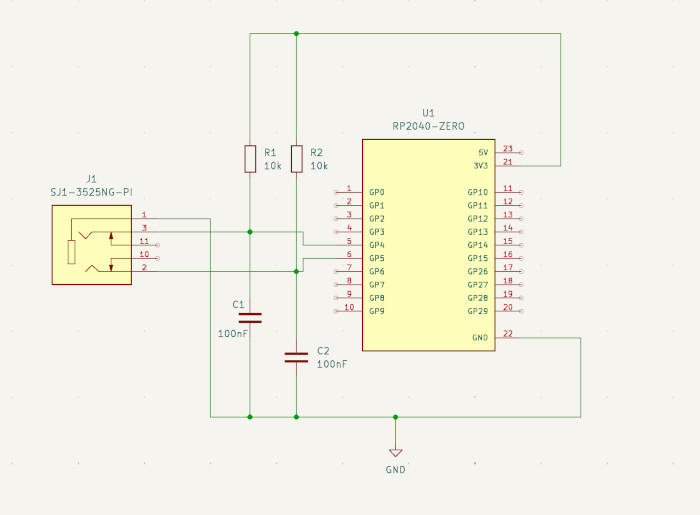 U1
RP2040-ZERO
5V 23
3V3 21
R1 R2
10k 10k
J1
SJ1-3525NG-PI
1
3
11
10
2
1 GP0 GP10 11
2 GP1 GP11 12
3 GP2 GP12 13
4 GP3 GP13 14
5 GP4 GP14 15
6 GP5 GP15 16
7 GP6 GP26 17
8 GP7 GP27 18
9 GP8 GP28 19
10 GP9 GP29 20
GND 22
C1
100nF
C2
100nF
GND